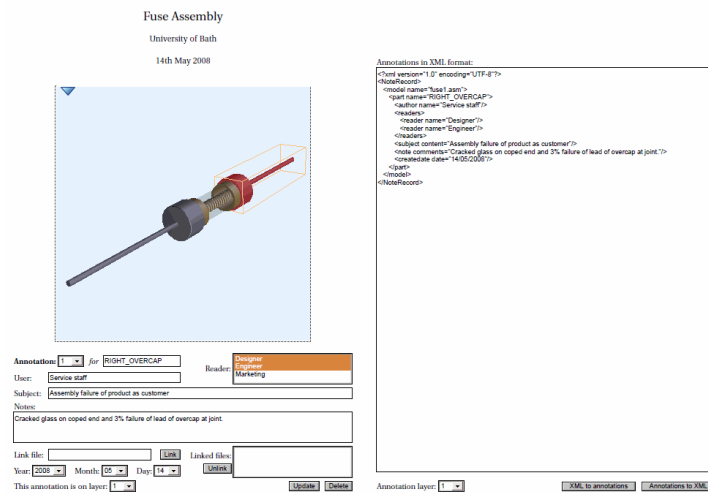 Fuse Assembly
University of Bath
14th May 2008
Annotation: 1 for RIGHT_OVERCAP
Reader: Designer
Engineer
Marketing
User: Service staff
Subject: Assembly failure of product as customer
Notes:
Cracked glass on coped end and 3% failure of lead of overcap at joint.
Link file: Link Linked files:
Unlink
Year: 2008 Month: 05 Day: 14
This annotation is on layer: 1 Update Delete
Annotations in XML format:
<?xml version="1.0" encoding="UTF-8"?>
<NoteRecord>
<model name="fuse1.asm">
<part name="RIGHT_OVERCAP">
<author name="Service staff"/>
<readers>
<reader name="Designer"/>
<reader name="Engineer"/>
</readers>
<subject content="Assembly failure of product as customer"/>
<note comments="Cracked glass on coped end and 3% failure of lead of overcap at joint."/>
<createdate date="14/05/2008"/>
</part>
</model>
</NoteRecord>
Annotation layer: 1 XML to annotations Annotations to XML